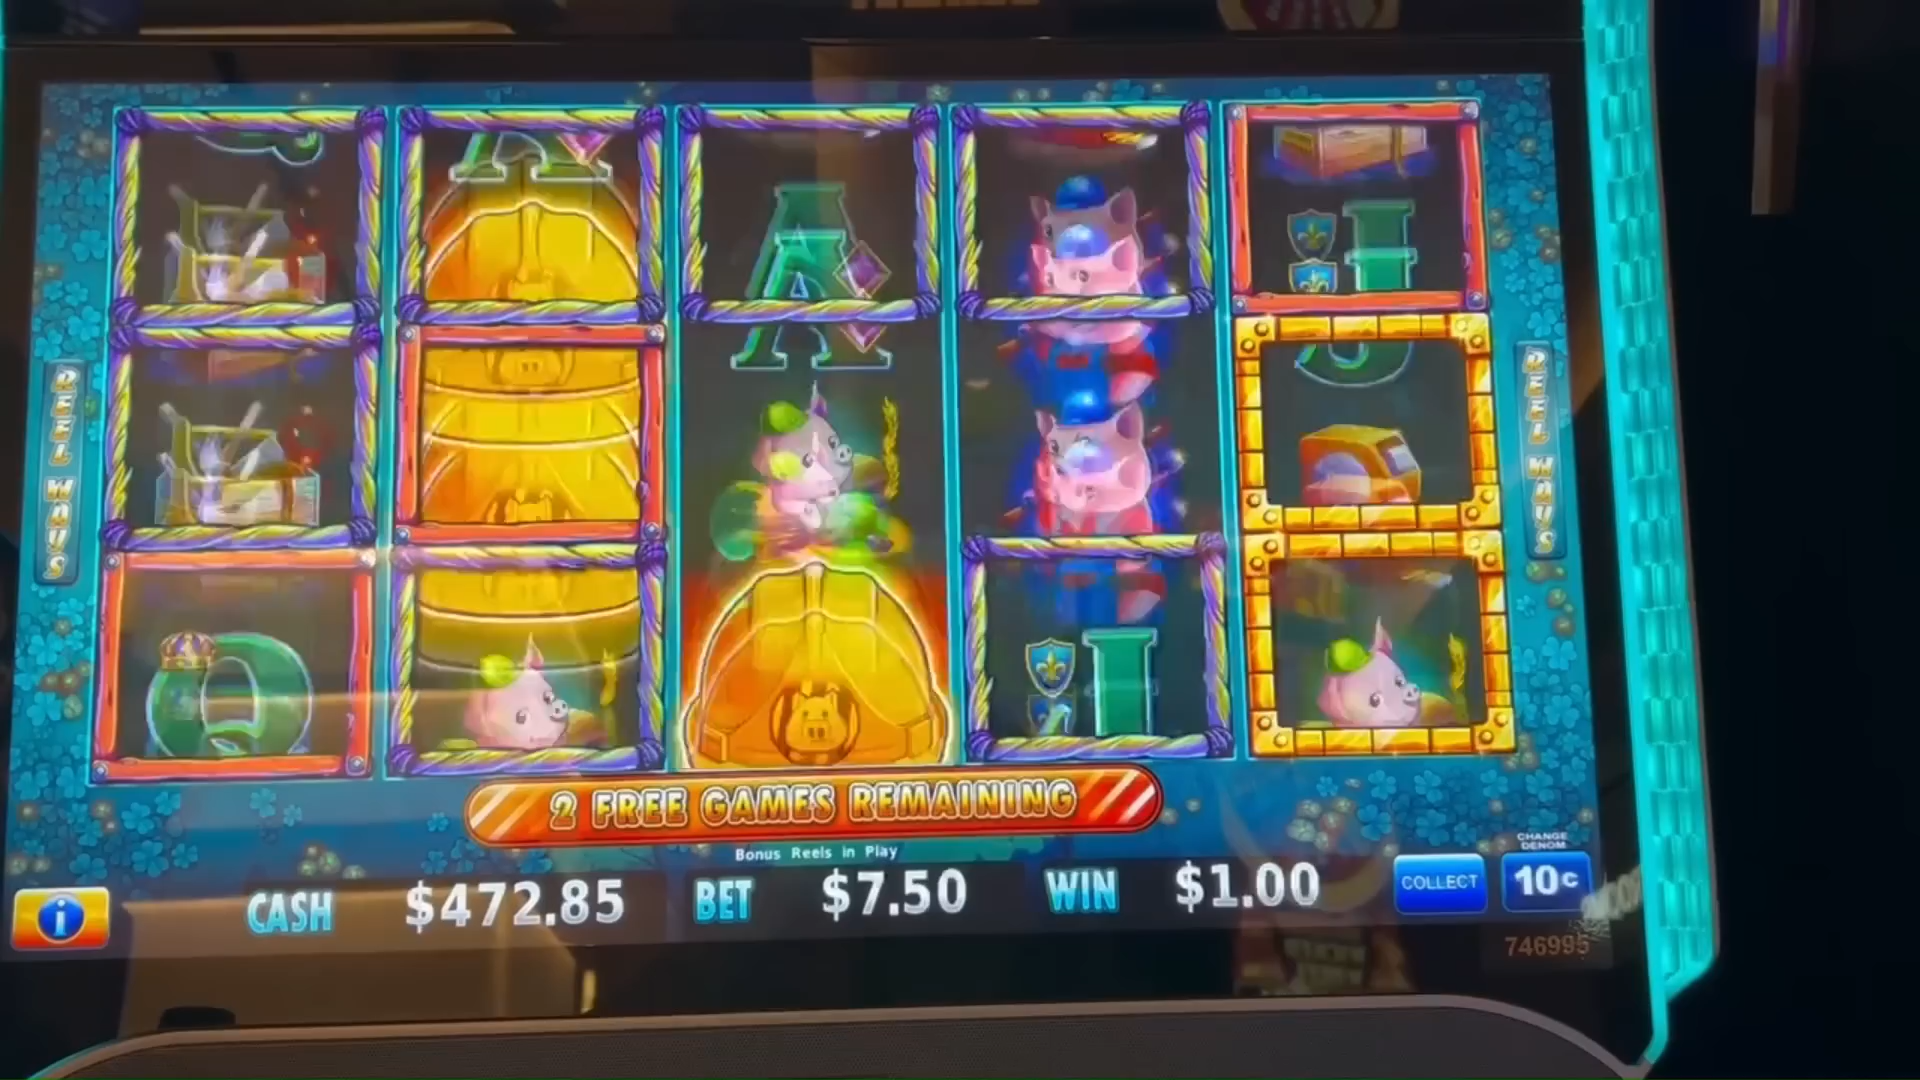 REEL WAYS
REEL WAYS
2 FREE GAMES REMAINING
Bonus Reels in Play
CASH $472.85 BET $7.50 WIN $1.00
COLLECT
CHANGE
DENOM
10¢
746995